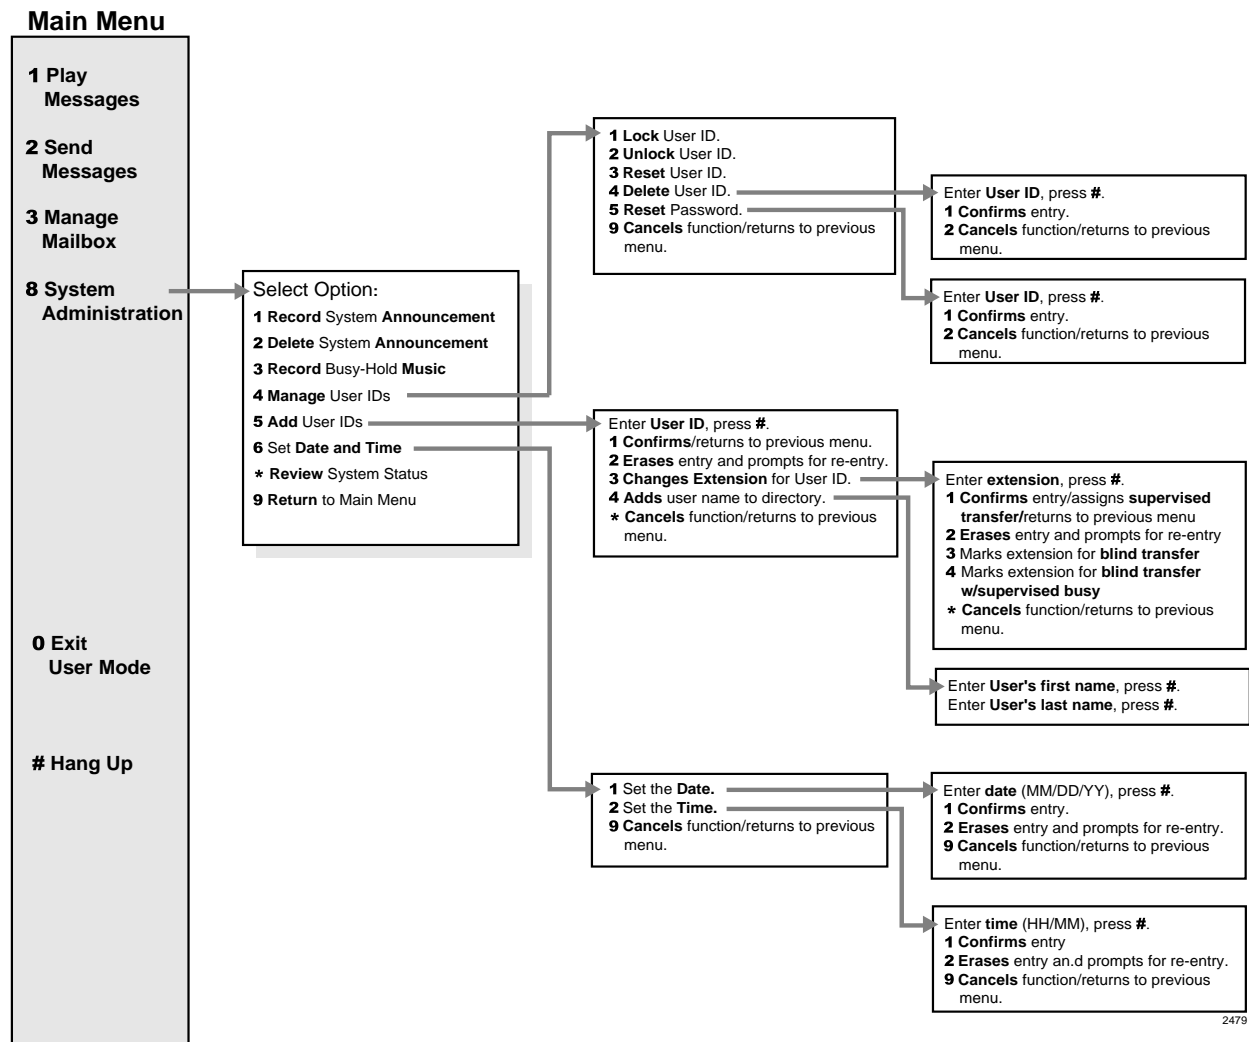 Main Menu
1 Play
Messages
2 Send
Messages
3 Manage
Mailbox
8 System
Administration
0 Exit
User Mode
# Hang Up
Select Option:
1 Record System Announcement
2 Delete System Announcement
3 Record Busy-Hold Music
4 Manage User IDs
5 Add User IDs
6 Set Date and Time
* Review System Status
9 Return to Main Menu
1 Lock User ID.
2 Unlock User ID.
3 Reset User ID.
4 Delete User ID.
5 Reset Password.
9 Cancels function/returns to previous
menu.
Enter User ID, press #.
1 Confirms entry.
2 Cancels function/returns to previous
menu.
Enter User ID, press #.
1 Confirms entry.
2 Cancels function/returns to previous
menu.
Enter User ID, press #.
1 Confirms/returns to previous menu.
2 Erases entry and prompts for re-entry.
3 Changes Extension for User ID.
4 Adds user name to directory.
* Cancels function/returns to previous
menu.
Enter extension, press #.
1 Confirms entry/assigns supervised
transfer/returns to previous menu
2 Erases entry and prompts for re-entry
3 Marks extension for blind transfer
4 Marks extension for blind transfer
w/supervised busy
* Cancels function/returns to previous
menu.
Enter User's first name, press #.
Enter User's last name, press #.
1 Set the Date.
2 Set the Time.
9 Cancels function/returns to previous
menu.
Enter date (MM/DD/YY), press #.
1 Confirms entry.
2 Erases entry and prompts for re-entry.
9 Cancels function/returns to previous
menu.
Enter time (HH/MM), press #.
1 Confirms entry
2 Erases entry an.d prompts for re-entry.
9 Cancels function/returns to previous
menu.
2479